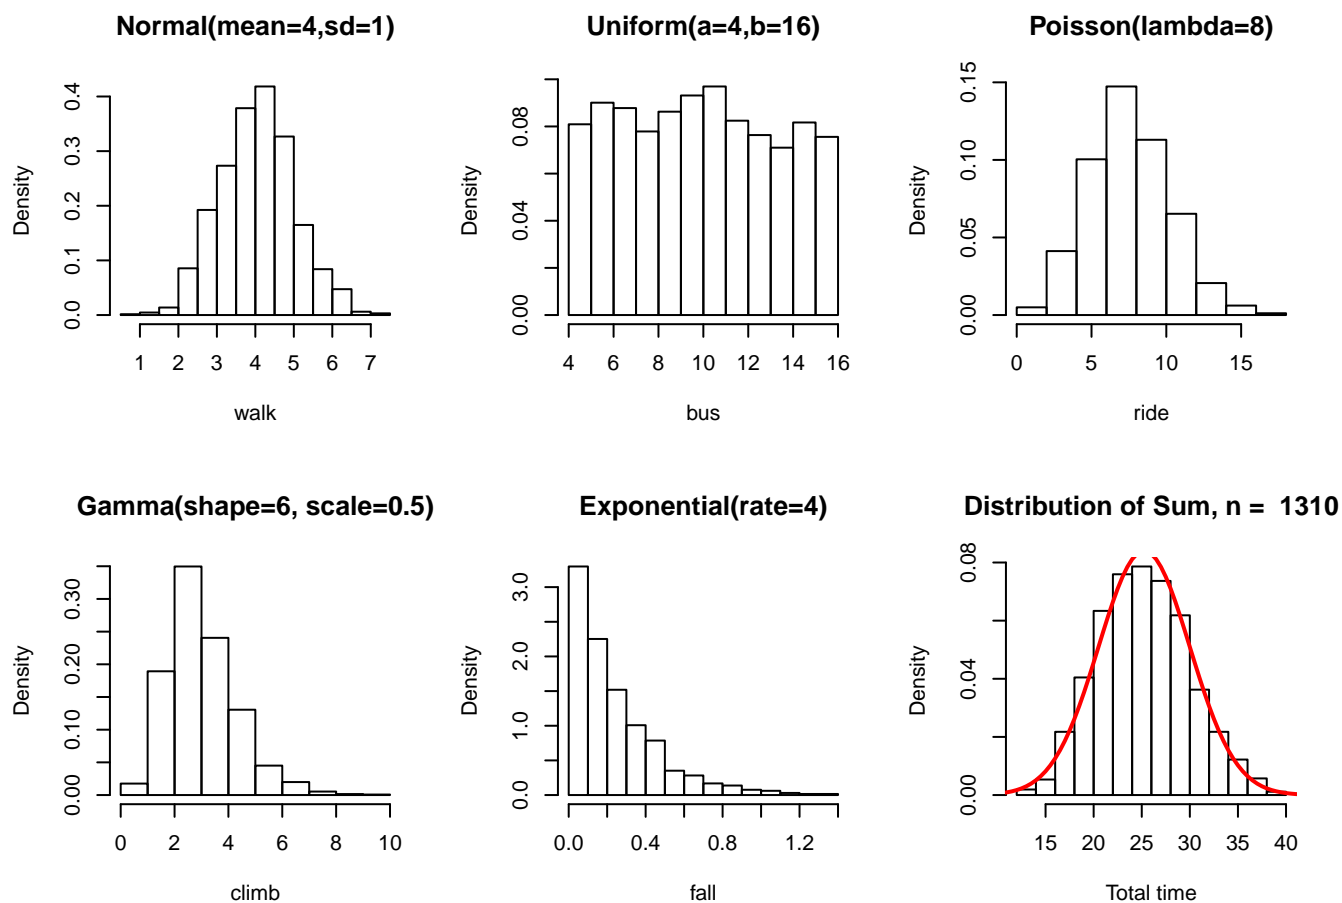 Normal(mean=4,sd=1)
Density
0.0 0.1 0.2 0.3 0.4
1 2 3 4 5 6 7
walk
Uniform(a=4,b=16)
Density
0.00 0.04 0.08
4 6 8 10 12 14 16
bus
Poisson(lambda=8)
Density
0.00 0.05 0.10 0.15
0 5 10 15
ride
Gamma(shape=6, scale=0.5)
Density
0.00 0.10 0.20 0.30
0 2 4 6 8 10
climb
Exponential(rate=4)
Density
0.0 1.0 2.0 3.0
0.0 0.4 0.8 1.2
fall
Distribution of Sum, n =  1310
Density
0.00 0.04 0.08
15 20 25 30 35 40
Total time